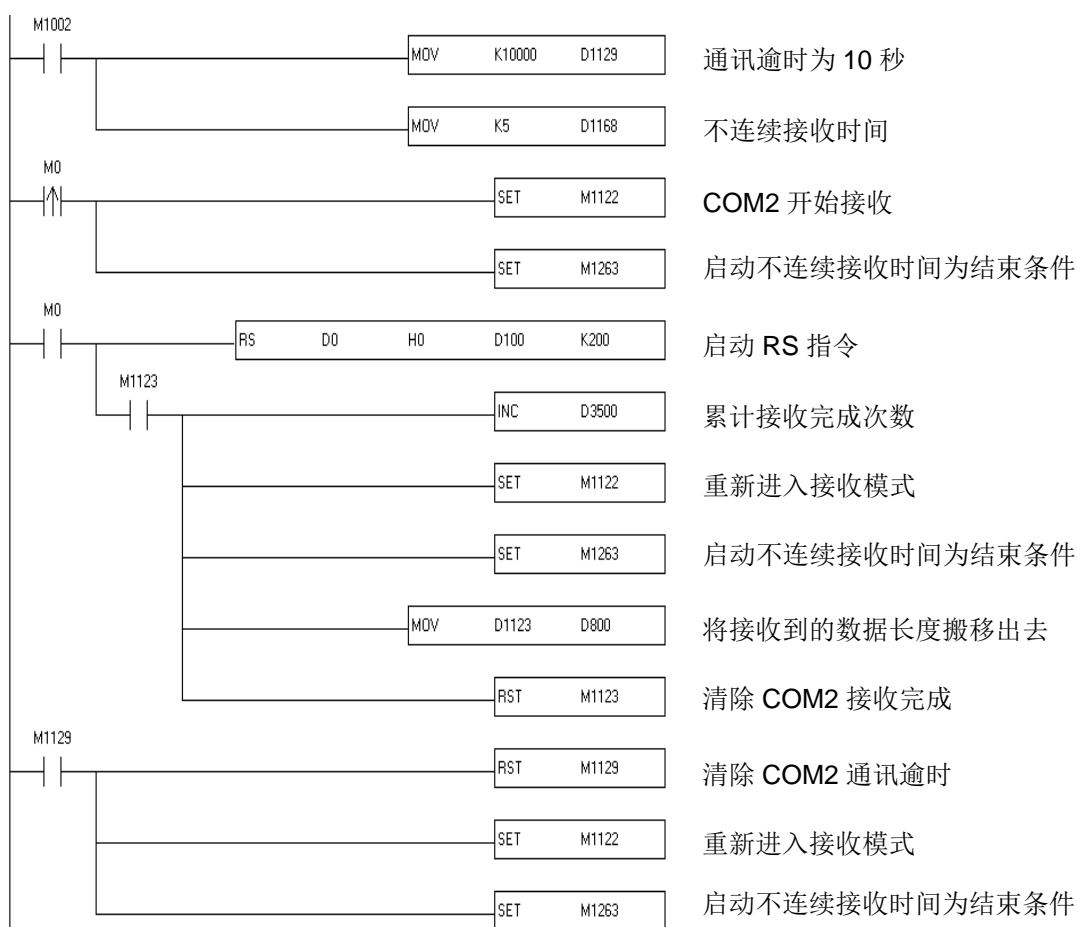 M1002
MOV K10000 D1129 通讯逾时为 10 秒
MOV K5 D1168 不连续接收时间
M0
SET M1122 COM2 开始接收
SET M1263 启动不连续接收时间为结束条件
M0
RS D0 H0 D100 K200 启动 RS 指令
M1123
INC D3500 累计接收完成次数
SET M1122 重新进入接收模式
SET M1263 启动不连续接收时间为结束条件
MOV D1123 D800 将接收到的数据长度搬移出去
RST M1123 清除 COM2 接收完成
M1129
RST M1129 清除 COM2 通讯逾时
SET M1122 重新进入接收模式
SET M1263 启动不连续接收时间为结束条件